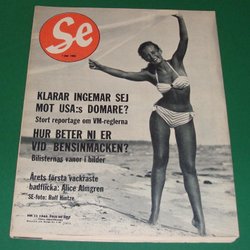 Se
KLARAR INGEMAR SEJ
MOT USA:s DOMARE?
Stort reportage om VM-reglerna
HUR BETER NI ER
VID BENSINMACKEN?
Bilisternas vanor i bilder
Årets första vackraste
badflicka: Alice Almgren
SE-foto: Rolf Hintze